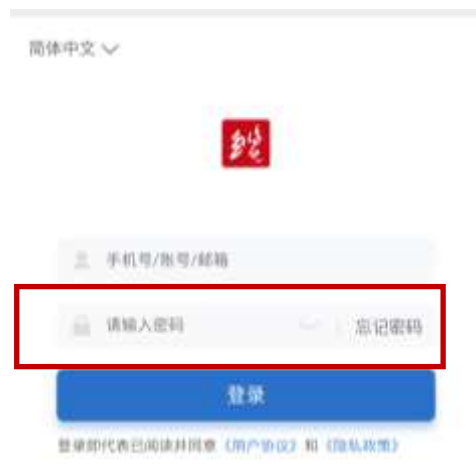 简体中文
手机号/账号/邮箱
请输入密码 忘记密码
登录
登录即代表已阅读并同意《用户协议》和《隐私政策》